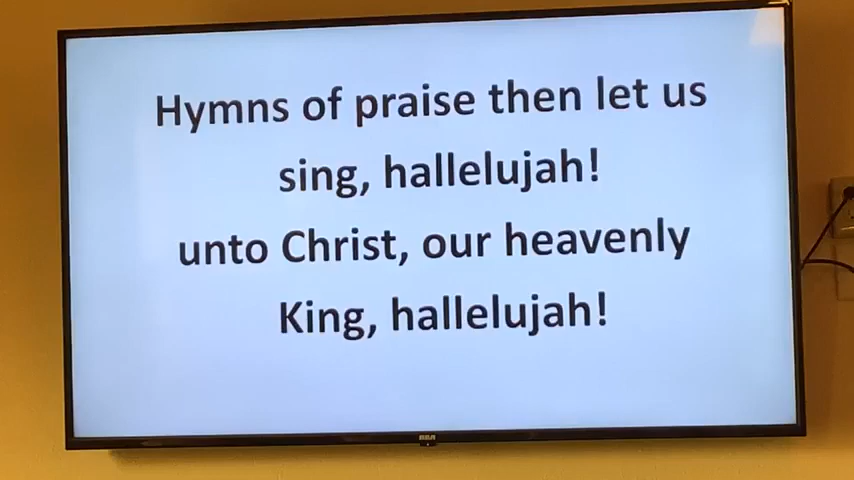 Hymns of praise then let us
sing, hallelujah!
unto Christ, our heavenly
King, hallelujah!
RCA